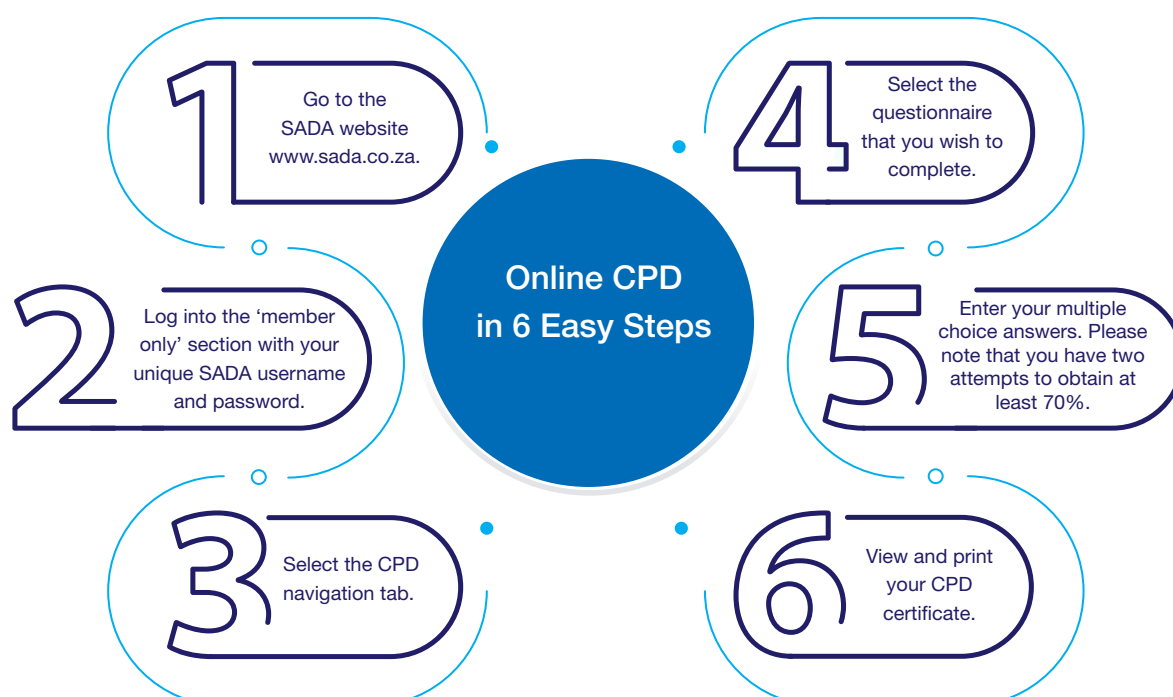 Online CPD
in 6 Easy Steps
1
Go to the
SADA website
www.sada.co.za.
2
Log into the ‘member
only’ section with your
unique SADA username
and password.
3
Select the CPD
navigation tab.
4
Select the
questionnaire
that you wish to
complete.
5
Enter your multiple
choice answers. Please
note that you have two
attempts to obtain at
least 70%.
6
View and print
your CPD
certificate.